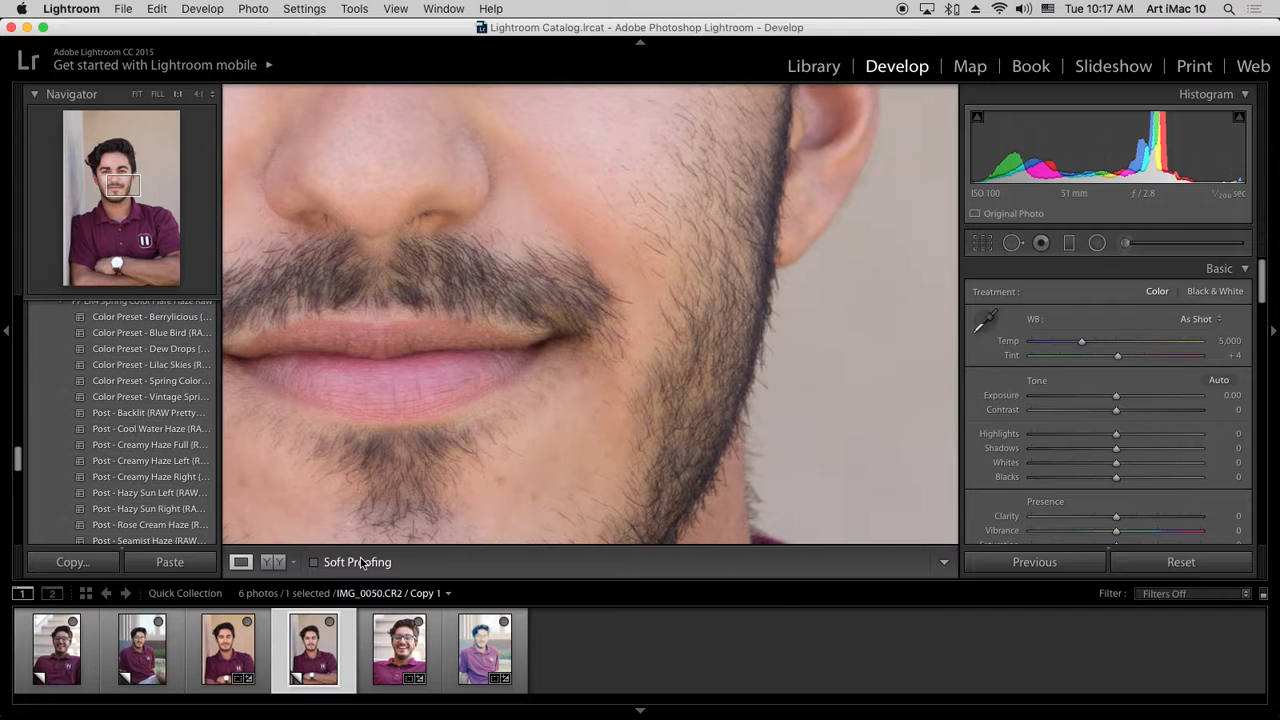 Lightroom File Edit Develop Photo Settings Tools View Window Help Tue 10:17 AM Art iMac 10
Lightroom Catalog.lrcat - Adobe Photoshop Lightroom - Develop
Lr Adobe Lightroom CC 2015
Get started with Lightroom mobile
Library Develop Map Book Slideshow Print Web
Navigator FIT FILL 1:1
Histogram
ISO 100 51 mm ƒ / 2.8 1/200 sec
Original Photo
Basic
Treatment : Color Black & White
WB : As Shot
Temp 5,000
Tint + 4
Tone Auto
Exposure 0.00
Contrast 0
Highlights 0
Shadows 0
Whites 0
Blacks 0
Presence
Clarity 0
Vibrance 0
Color Preset - Berrylicious (...
Color Preset - Blue Bird (RA...
Color Preset - Dew Drops (...
Color Preset - Lilac Skies (R...
Color Preset - Spring Color...
Color Preset - Vintage Spri...
Post - Backlit (RAW Pretty...
Post - Cool Water Haze (R...
Post - Creamy Haze Full (R...
Post - Creamy Haze Left (R...
Post - Creamy Haze Right (...
Post - Hazy Sun Left (RAW...
Post - Hazy Sun Right (RA...
Post - Rose Cream Haze (R...
Post - Seamist Haze (RAW...
Copy... Paste
YY Soft Proofing
Previous Reset
1 2 Quick Collection 6 photos / 1 selected / IMG_0050.CR2 / Copy 1 Filter : Filters Off